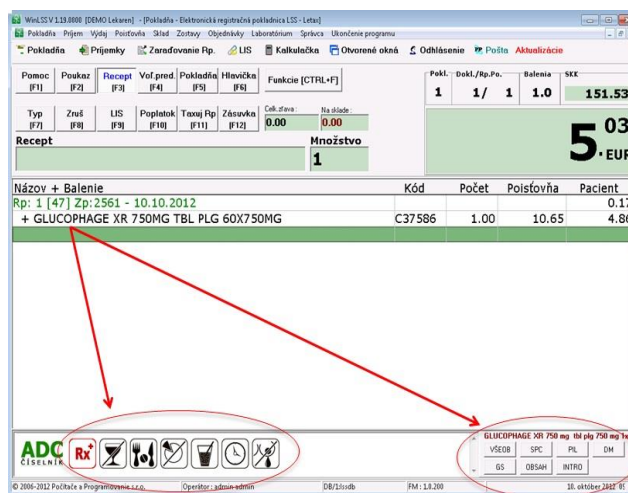 WinLSS V 1.19.0000 [DEMO Lekaren] - [Pokladňa - Elektronická registračná pokladnica LSS - Letax]
Pokladňa Príjem Výdaj Poisťovňa Sklad Zostavy Objednávky Laboratórium Správca Ukončenie programu
Pokladňa Príjemky Zaraďovanie Rp. LIS Kalkulačka Otvorené okná Odhlásenie Pošta Aktualizácie
Pomoc [F1] Poukaz [F2] Recept [F3] Voľ.pred. [F4] Pokladňa [F5] Hlavička [F6] Funkcie [CTRL+F]
Pokl. Dokl./Rp.Po. Balenia SKK
1 1/ 1 1.0 151.53
Typ [F7] Zruš [F8] LIS [F9] Poplatok [F10] Taxuj Rp [F11] Zásuvka [F12]
Celk.zľava: Na sklade:
0.00 0.00
5.03 EUR
Recept Množstvo
1
Názov + Balenie Kód Počet Poisťovňa Pacient
Rp: 1 [47] Zp:2561 - 10.10.2012 0.17
+ GLUCOPHAGE XR 750MG TBL PLG 60X750MG C37586 1.00 10.65 4.86
ADC ČÍSELNÍK Rx+
GLUCOPHAGE XR 750 mg tbl plg 750 mg
VŠEOB SPC PIL DM
GS OBSAH INTRO
© 2006-2012 Počítače a Programovanie s.r.o. Operátor: admin admin DB/1:lssdb FM: 1.0.200 10. október 2012